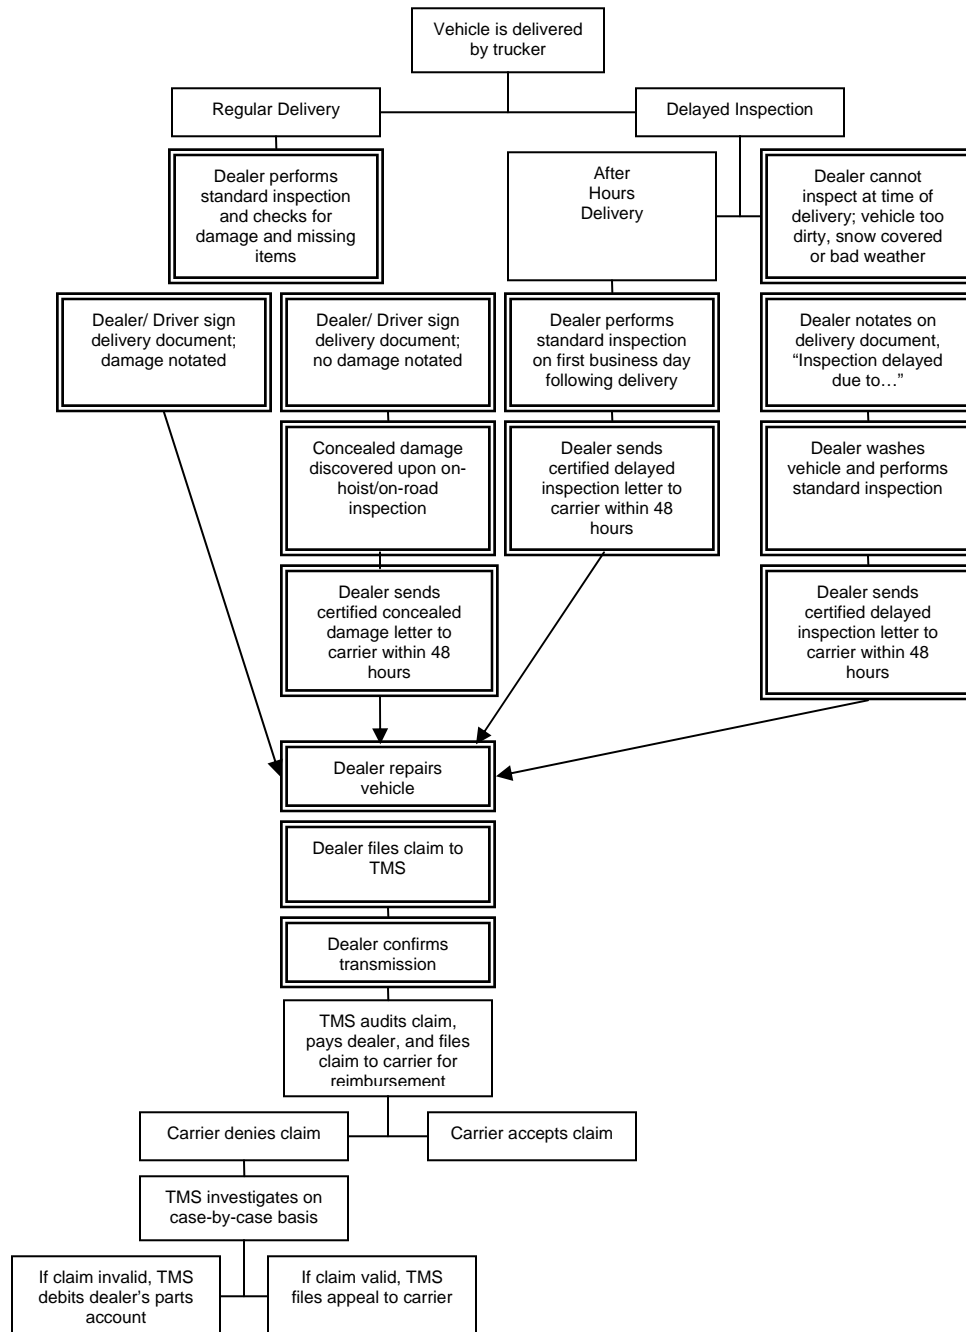 Vehicle is delivered
by trucker
Regular Delivery
Delayed Inspection
Dealer performs
standard inspection
and checks for
damage and missing
items
After
Hours
Delivery
Dealer cannot
inspect at time of
delivery; vehicle too
dirty, snow covered
or bad weather
Dealer/ Driver sign
delivery document;
damage notated
Dealer/ Driver sign
delivery document;
no damage notated
Dealer performs
standard inspection
on first business day
following delivery
Dealer notates on
delivery document,
“Inspection delayed
due to…”
Concealed damage
discovered upon on-
hoist/on-road
inspection
Dealer sends
certified delayed
inspection letter to
carrier within 48
hours
Dealer washes
vehicle and performs
standard inspection
Dealer sends
certified concealed
damage letter to
carrier within 48
hours
Dealer sends
certified delayed
inspection letter to
carrier within 48
hours
Dealer repairs
vehicle
Dealer files claim to
TMS
Dealer confirms
transmission
TMS audits claim,
pays dealer, and files
claim to carrier for
reimbursement
Carrier denies claim
Carrier accepts claim
TMS investigates on
case-by-case basis
If claim invalid, TMS
debits dealer’s parts
account
If claim valid, TMS
files appeal to carrier